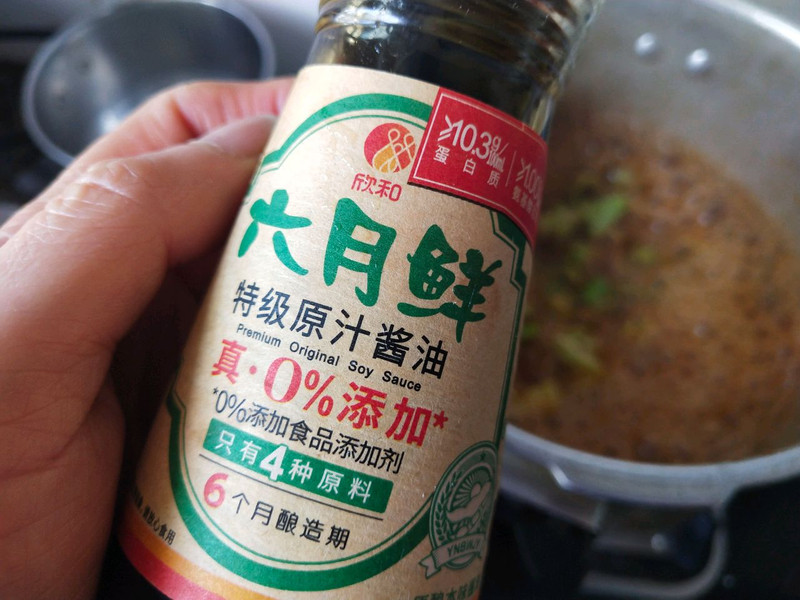 ≥10.3g/
蛋白质
欣和
六月鲜
特级原汁酱油
Premium Original Soy Sauce
真·0%添加*
*0%添加食品添加剂
只有4种原料
6个月酿造期